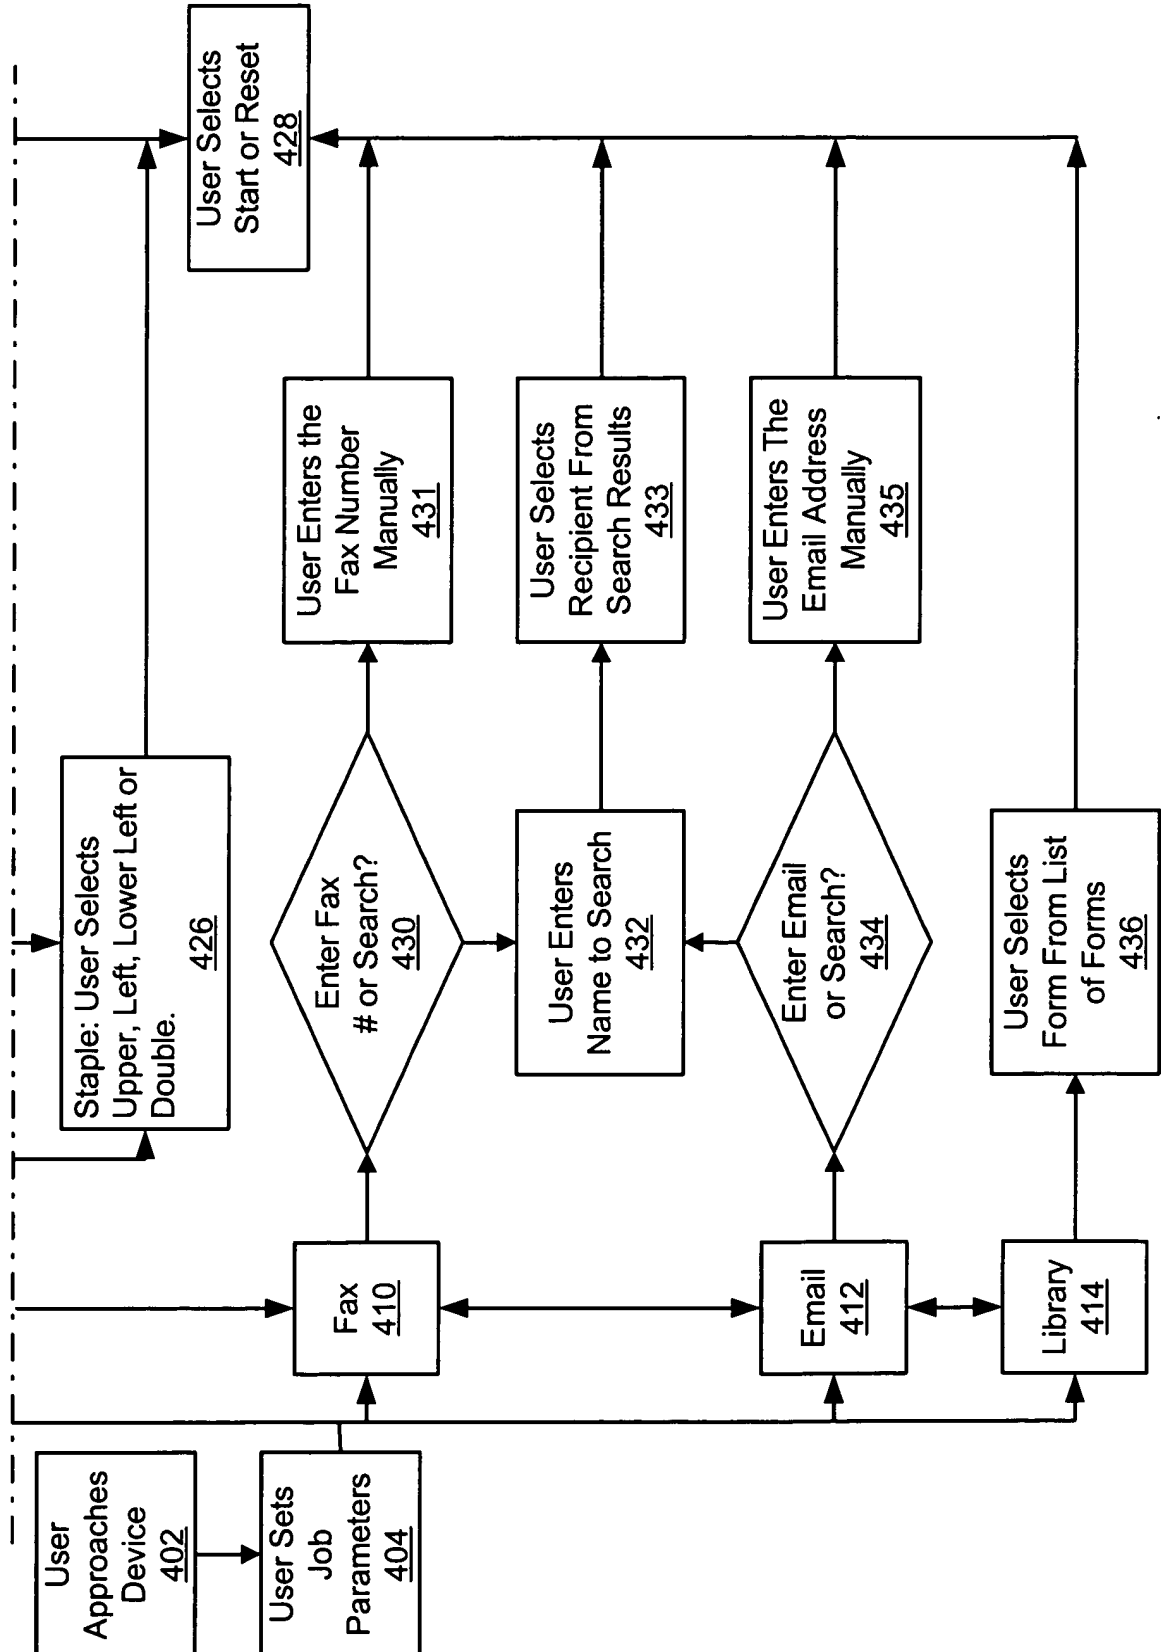 User
Approaches
Device
402
User Sets
Job
Parameters
404
Staple: User Selects
Upper, Left, Lower Left or
Double.
426
User Selects
Start or Reset
428
Fax
410
Enter Fax
# or Search?
430
User Enters the
Fax Number
Manually
431
User Enters
Name to Search
432
User Selects
Recipient From
Search Results
433
Email
412
Enter Email
or Search?
434
User Enters The
Email Address
Manually
435
Library
414
User Selects
Form From List
of Forms
436